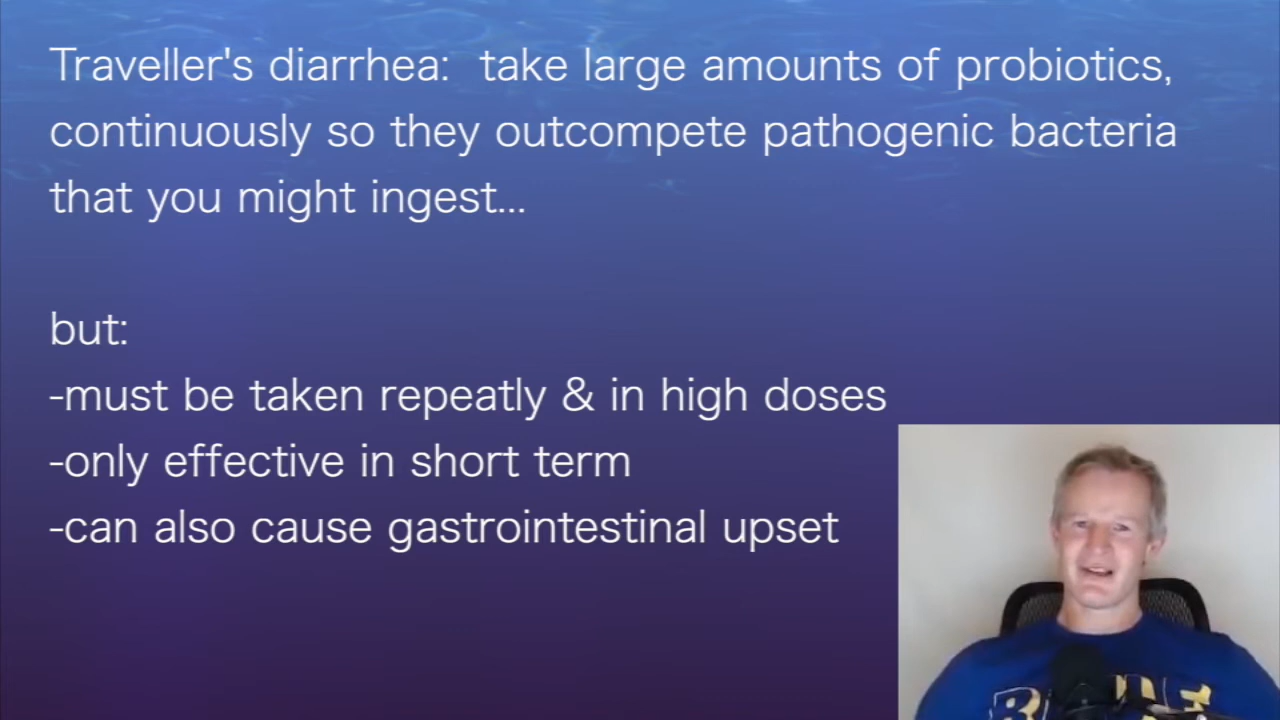 Traveller's diarrhea:  take large amounts of probiotics,
continuously so they outcompete pathogenic bacteria
that you might ingest...
but:
-must be taken repeatly & in high doses
-only effective in short term
-can also cause gastrointestinal upset